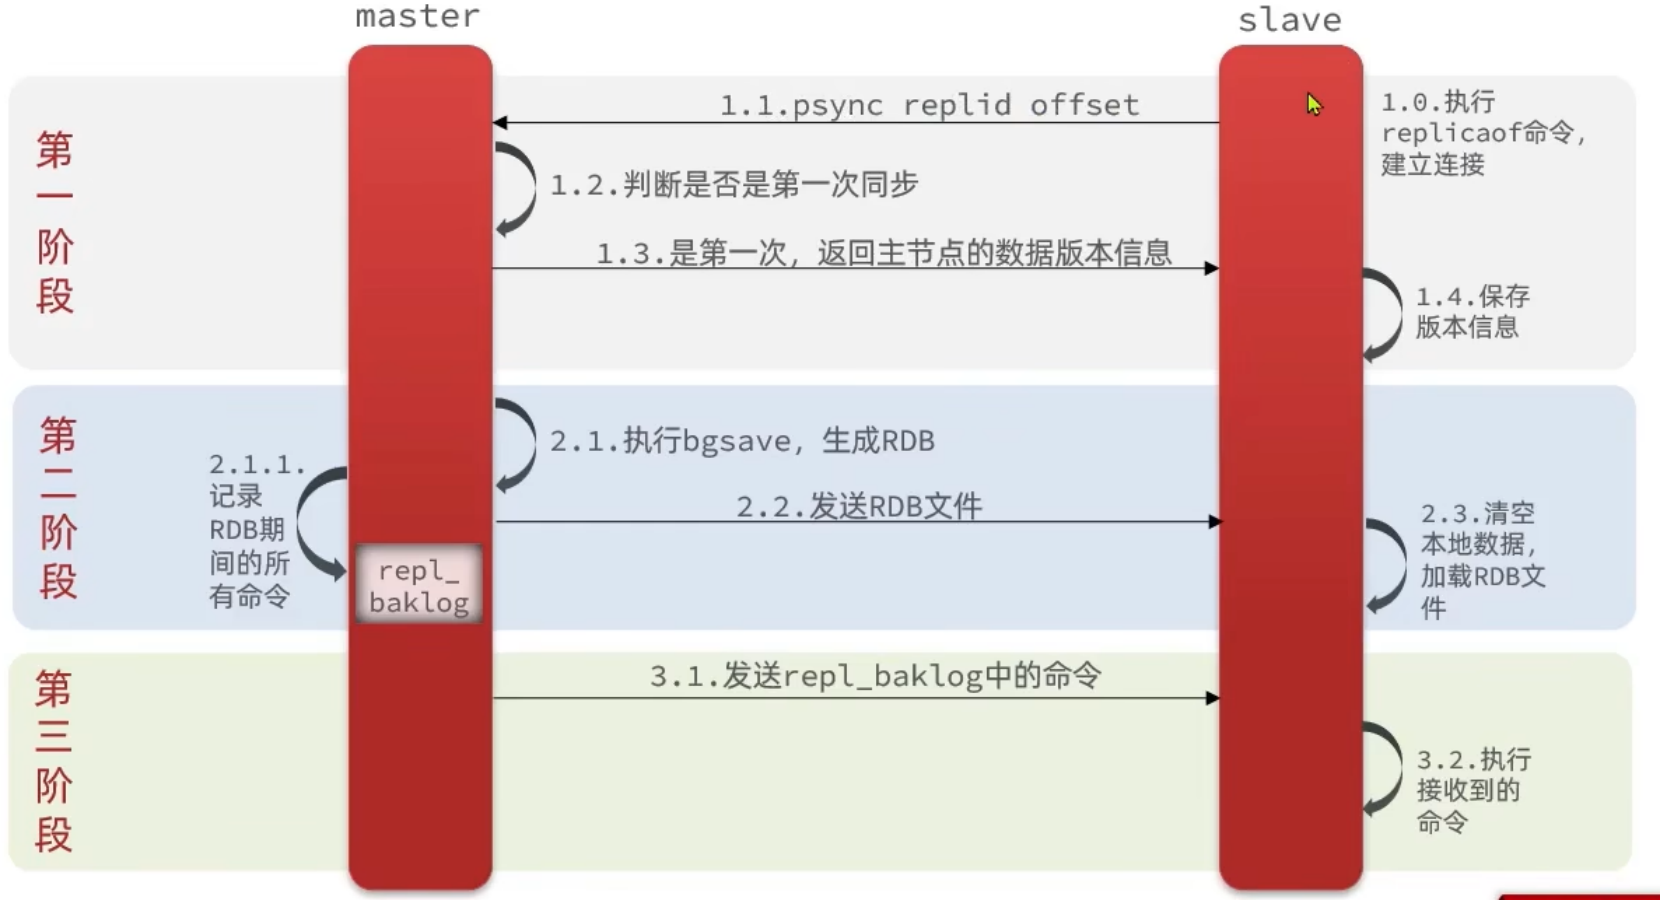 master
slave
第
一
阶
段
1.1.psync replid offset
1.0.执行
replicaof命令，
建立连接
1.2.判断是否是第一次同步
1.3.是第一次，返回主节点的数据版本信息
1.4.保存
版本信息
第
二
阶
段
2.1.执行bgsave，生成RDB
2.1.1.
记录
RDB期
间的所
有命令
2.2.发送RDB文件
repl_
baklog
2.3.清空
本地数据，
加载RDB文
件
第
三
阶
段
3.1.发送repl_baklog中的命令
3.2.执行
接收到的
命令